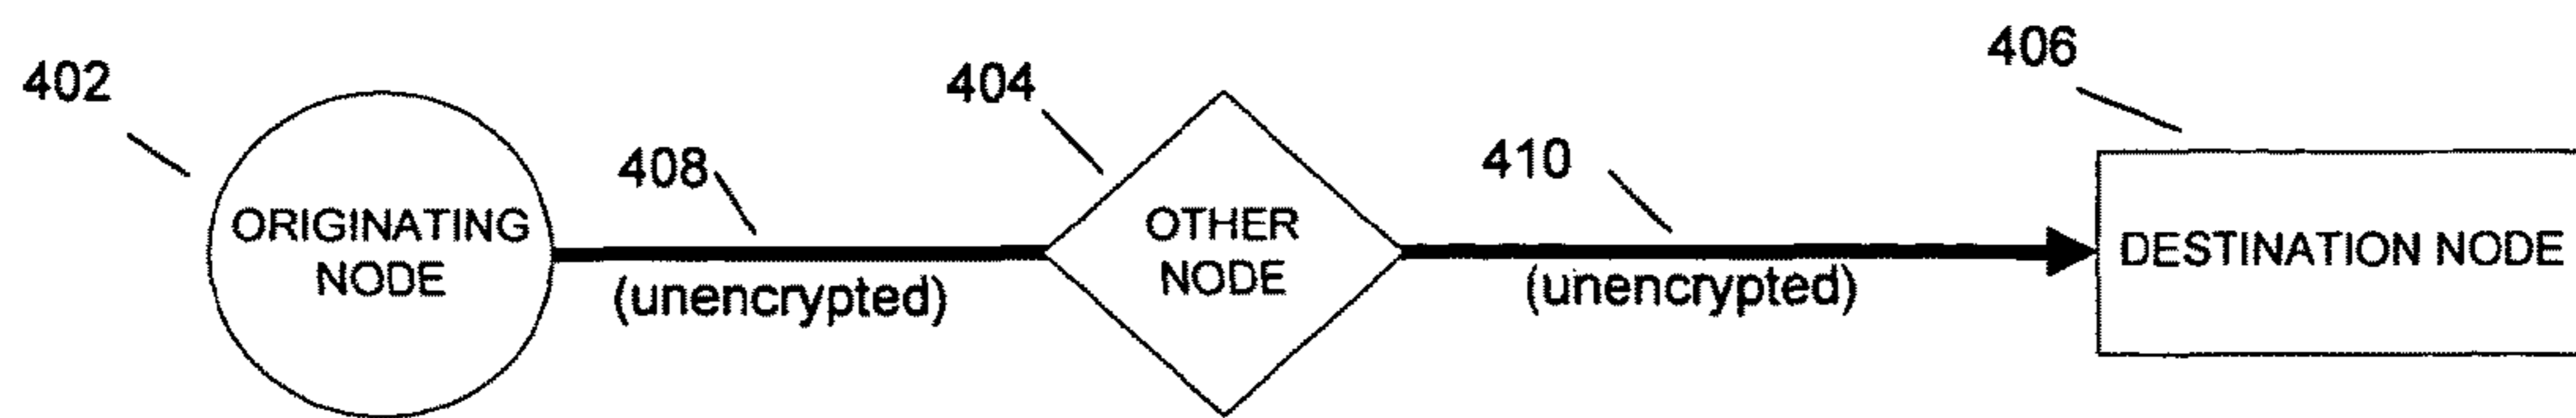 406
402
404
408
410
ORIGINATING
NODE
OTHER
NODE
DESTINATION NODE
(unencrypted)
(unencrypted)